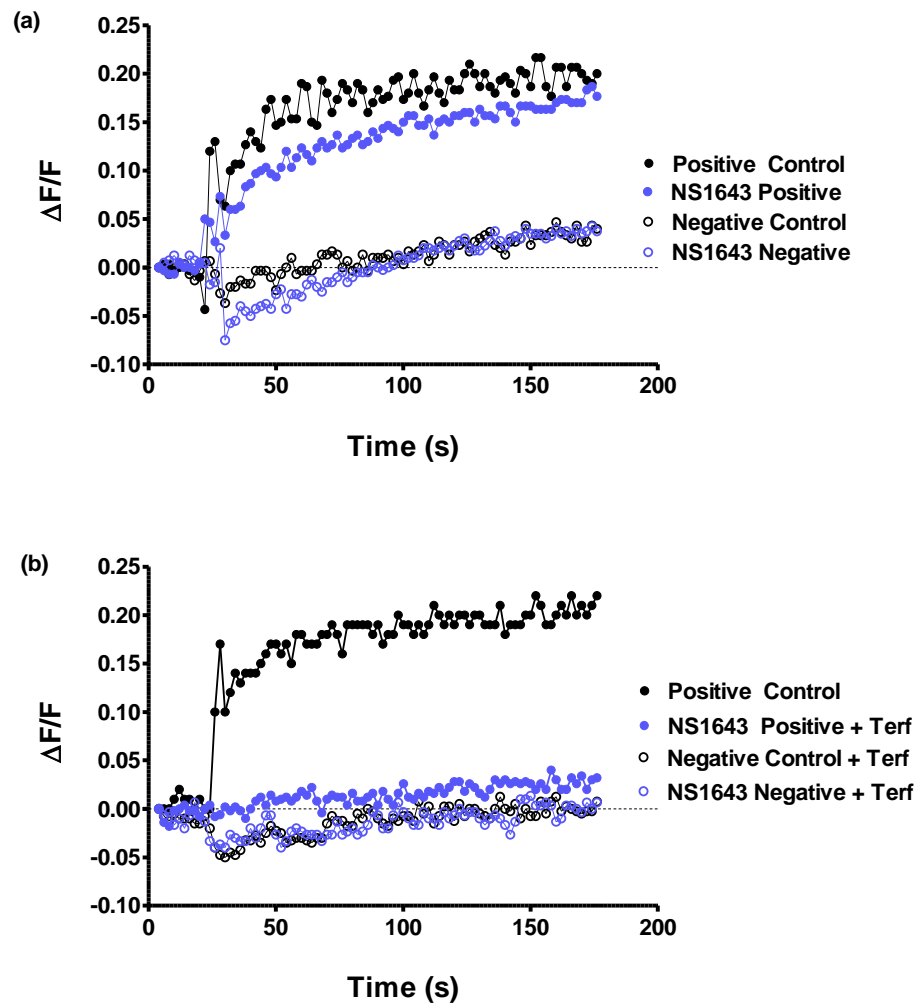 (a)
0.25
0.20
0.15
0.10
0.05
0.00
-0.05
-0.10
ΔF/F
0 50 100 150 200
Time (s)
Positive Control
NS1643 Positive
Negative Control
NS1643 Negative
(b)
0.25
0.20
0.15
0.10
0.05
0.00
-0.05
-0.10
ΔF/F
0 50 100 150 200
Time (s)
Positive Control
NS1643 Positive + Terf
Negative Control + Terf
NS1643 Negative + Terf